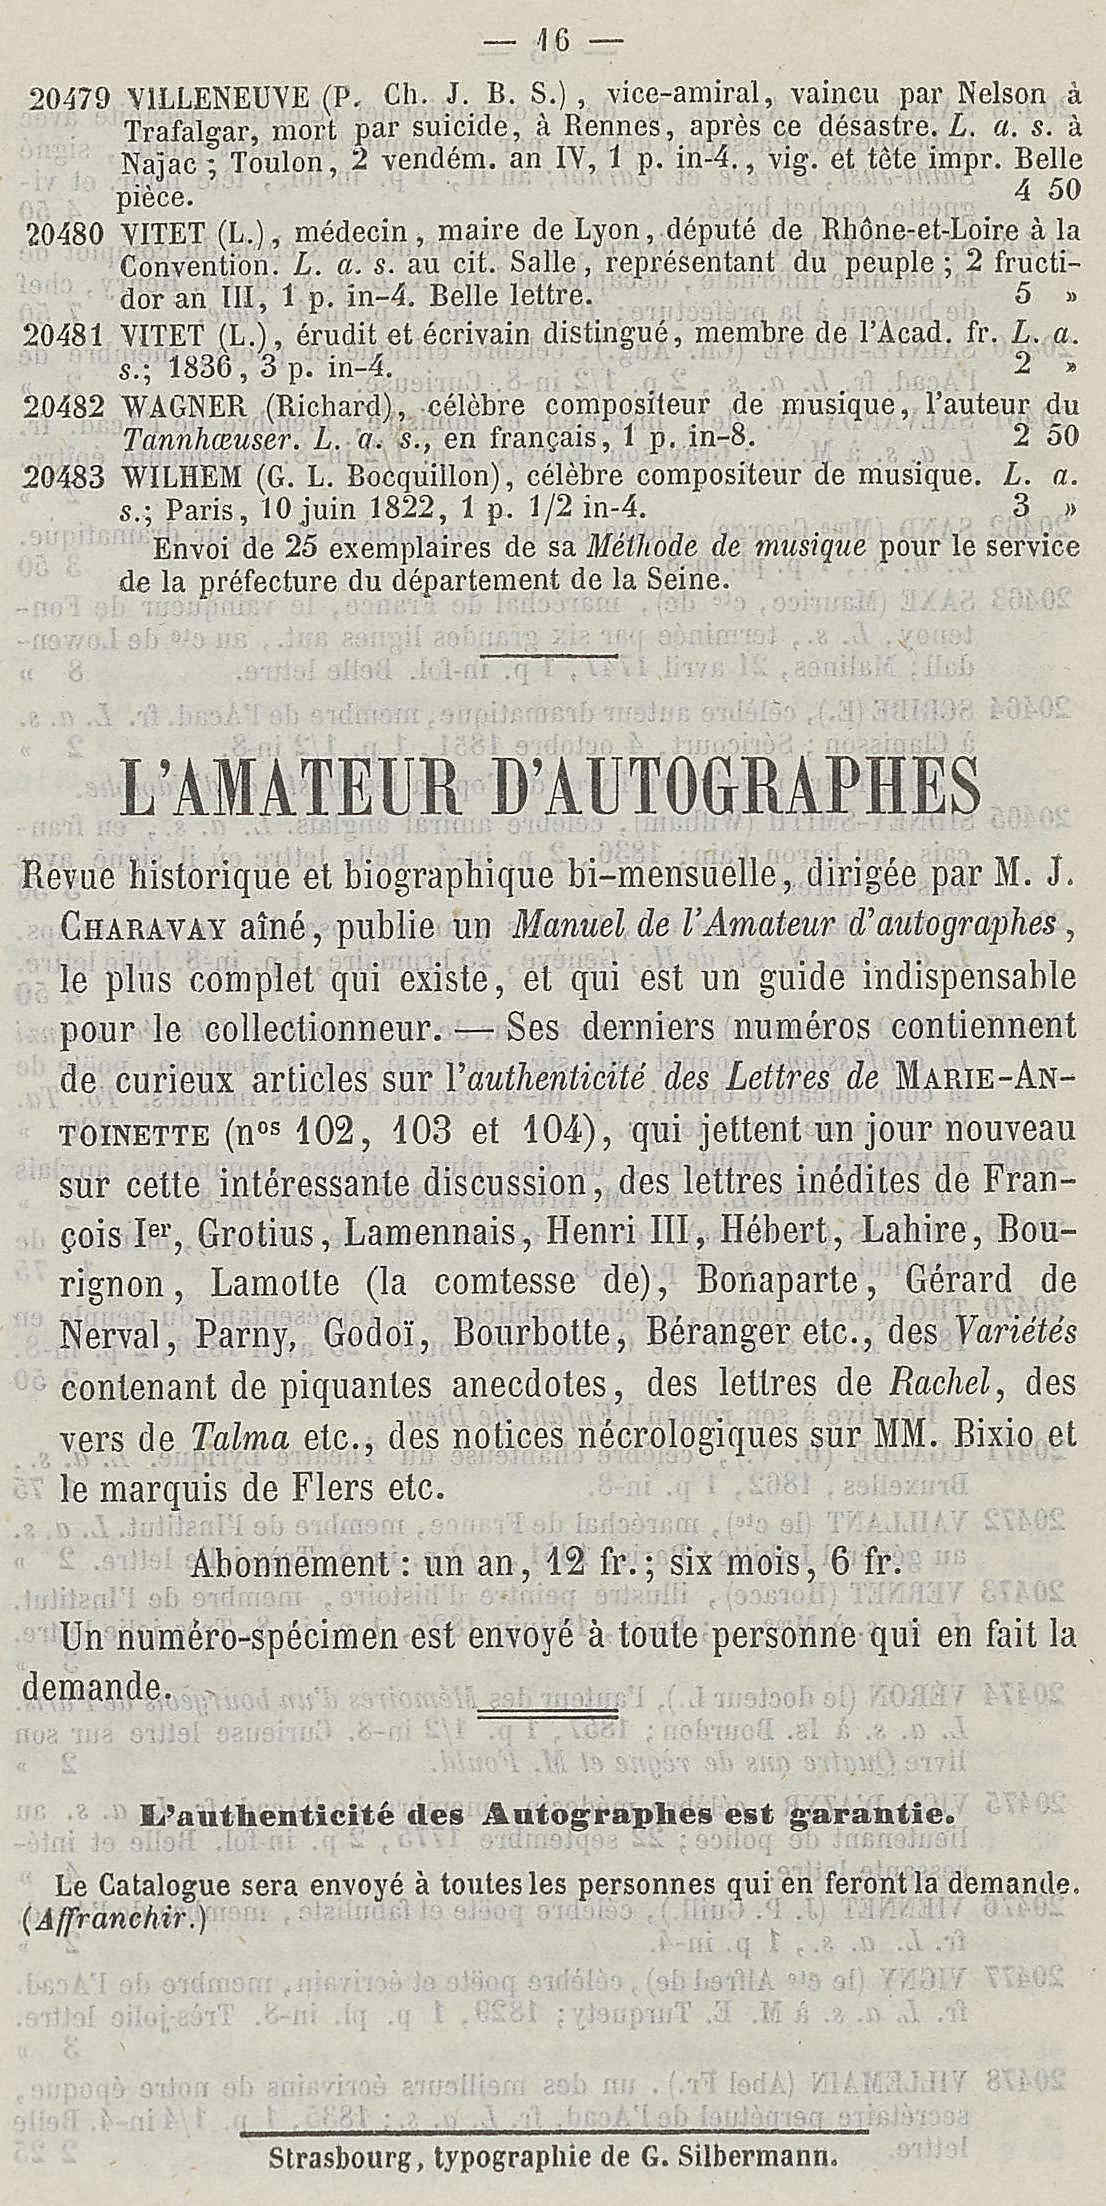 — 16 —
20479 VILLENEUVE (P. Ch. J. B. S.), vice-amiral, vaincu par Nelson à
Trafalgar, mort par suicide, à Rennes, après ce désastre. L. a. s. à
Najac ; Toulon, 2 vendém. an IV, 1 p. in-4., vig. et tète impr. Belle
pièce. 4 50
20480 VITET (L.), médecin, maire de Lyon, député de Rhône-et-Loire à la
Convention. L. a. s. au cit. Salle, représentant du peuple ; 2 fructi-
dor an III, 1 p. in-4. Belle lettre. 5 »
20481 VITET (L.), érudit et écrivain distingué, membre de l'Acad. fr. L. a.
s.; 1836, 3 p. in-4. 2 »
20482 WAGNER (Richard), célèbre compositeur de musique, l'auteur du
Tannhœuser. L. a. s., en français, 1 p. in-8. 2 50
20483 WILHEM (G. L. Bocquillon), célèbre compositeur de musique. L. a.
s.; Paris, 10 juin 1822, 1 p. 1/2 in-4. 3 »
Envoi de 25 exemplaires de sa Méthode de musique pour le service
de la préfecture du département de la Seine.
L'AMATEUR D'AUTOGRAPHES
Revue historique et biographique bi-mensuelle, dirigée par M. J.
CHARAVAY aîné, publie un Manuel de l'Amateur d'autographes,
le plus complet qui existe, et qui est un guide indispensable
pour le collectionneur. — Ses derniers numéros contiennent
de curieux articles sur l'authenticité des Lettres de MARIE-AN-
TOINETTE (nos 102, 103 et 104), qui jettent un jour nouveau
sur cette intéressante discussion, des lettres inédites de Fran-
çois Ier, Grotius, Lamennais, Henri III, Hébert, Lahire, Bou-
rignon, Lamotte (la comtesse de), Bonaparte, Gérard de
Nerval, Parny, Godoï, Bourbotte, Béranger etc., des Variétés
contenant de piquantes anecdotes, des lettres de Rachel, des
vers de Talma etc., des notices nécrologiques sur MM. Bixio et
le marquis de Flers etc.
Abonnement : un an, 12 fr. ; six mois, 6 fr.
Un numéro-spécimen est envoyé à toute personne qui en fait la
demande.
L'authenticité des Autographes est garantie.
Le Catalogue sera envoyé à toutes les personnes qui en feront la demande.
(Affranchir.)
Strasbourg, typographie de G. Silbermann.